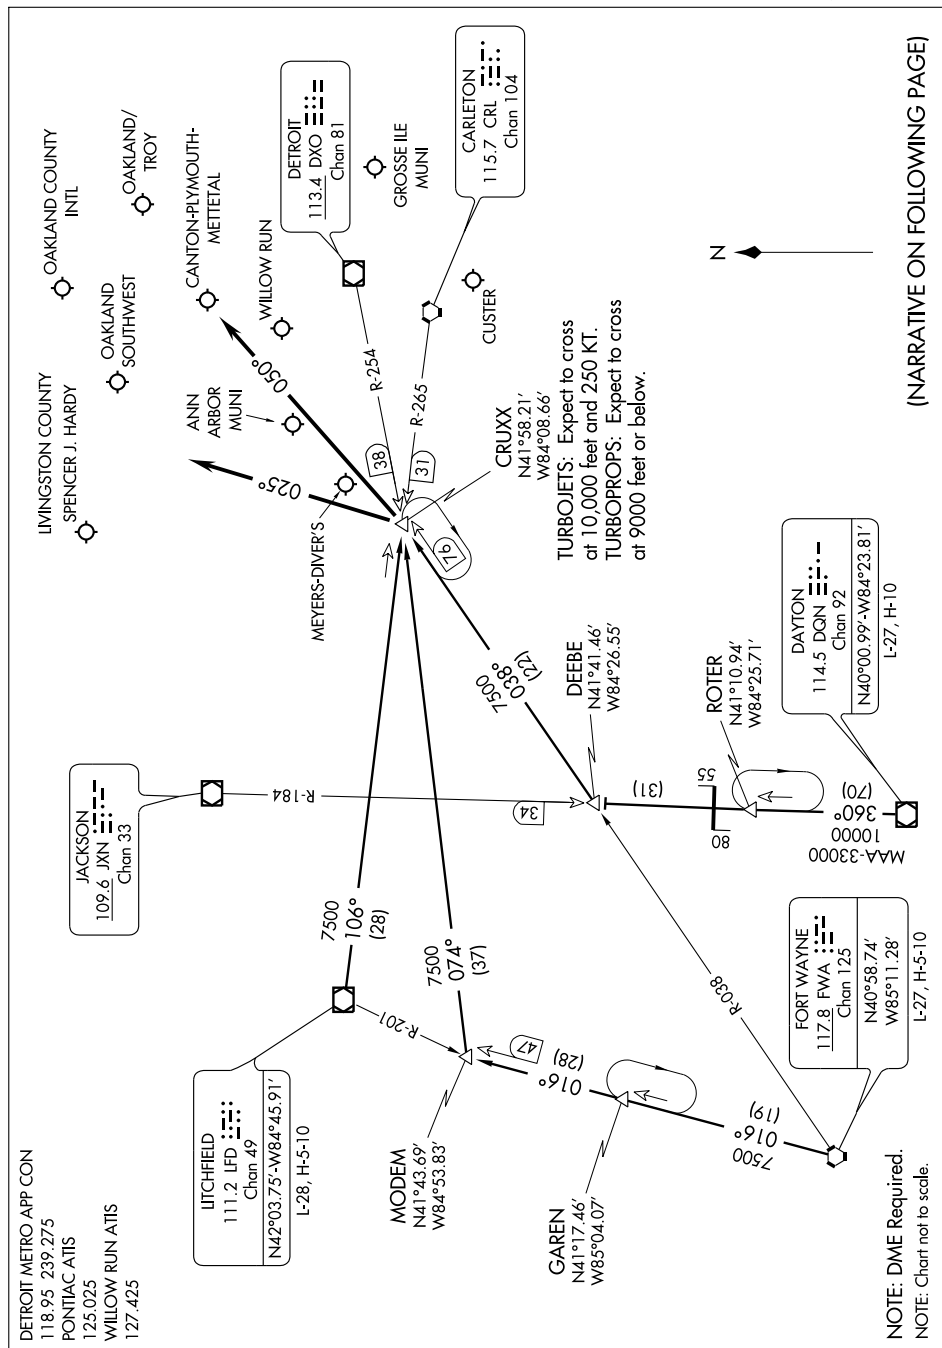 DETROIT METRO APP CON
118.95 239.275
PONTIAC ATIS
125.025
WILLOW RUN ATIS
127.425
LIVINGSTON COUNTY
SPENCER J. HARDY
OAKLAND COUNTY
INTL
OAKLAND
SOUTHWEST
OAKLAND/
TROY
CANTON-PLYMOUTH-
METTETAL
ANN
ARBOR
MUNI
WILLOW RUN
MEYERS-DIVER'S
025°
050°
DETROIT
113.4 DXO
Chan 81
GROSSE ILE
MUNI
CARLETON
115.7 CRL
Chan 104
CUSTER
R-254
38
R-265
31
CRUXX
N41°58.21'
W84°08.66'
TURBOJETS: Expect to cross
at 10,000 feet and 250 KT.
TURBOPROPS: Expect to cross
at 9000 feet or below.
76
JACKSON
109.6 JXN
Chan 33
R-184
34
7500
106°
(28)
7500
074°
(37)
7500
038°
(22)
LITCHFIELD
111.2 LFD
Chan 49
N42°03.75'-W84°45.91'
L-28, H-5-10
R-201
MODEM
N41°43.69'
W84°53.83'
47
(28)
016°
GAREN
N41°17.46'
W85°04.07'
(19)
016°
7500
R-038
DEEBE
N41°41.46'
W84°26.55'
(31)
55
80
ROTER
N41°10.94'
W84°25.71'
(70)
360°
10000
MAA-33000
DAYTON
114.5 DQN
Chan 92
N40°00.99'-W84°23.81'
L-27, H-10
FORT WAYNE
117.8 FWA
Chan 125
N40°58.74'
W85°11.28'
L-27, H-5-10
N
NOTE: DME Required.
NOTE: Chart not to scale.
(NARRATIVE ON FOLLOWING PAGE)